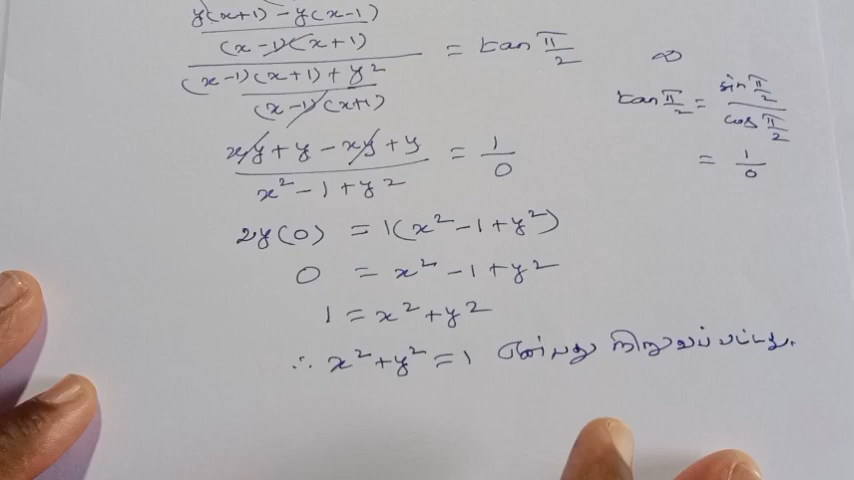 y(x+1) - y(x-1)
(x-1)(x+1)
(x-1)(x+1) + y²
(x-1)(x+1)
= tan π/2
∞
tan π/2 = sin π/2 / cos π/2
= 1/0
xy + y - xy + y
x² - 1 + y²
= 1/0
2y(0) = 1(x² - 1 + y²)
0 = x² - 1 + y²
1 = x² + y²
∴ x² + y² = 1 என்பது நிறுவப்பட்டது.